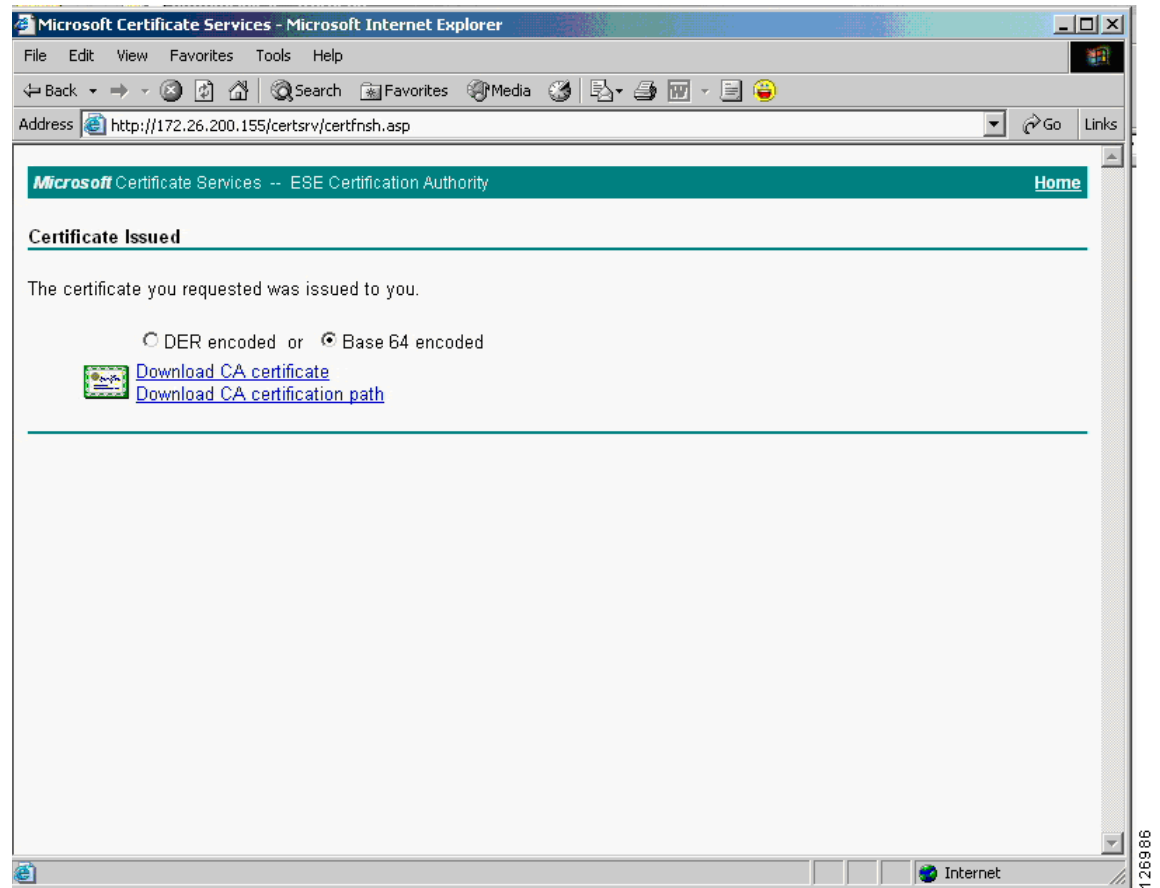 Microsoft Certificate Services - Microsoft Internet Explorer
File Edit View Favorites Tools Help
Back Search Favorites Media
Address http://172.26.200.155/certsrv/certfnsh.asp Go Links
Microsoft Certificate Services -- ESE Certification Authority Home
Certificate Issued
The certificate you requested was issued to you.
DER encoded or Base 64 encoded
Download CA certificate
Download CA certification path
Internet
126986